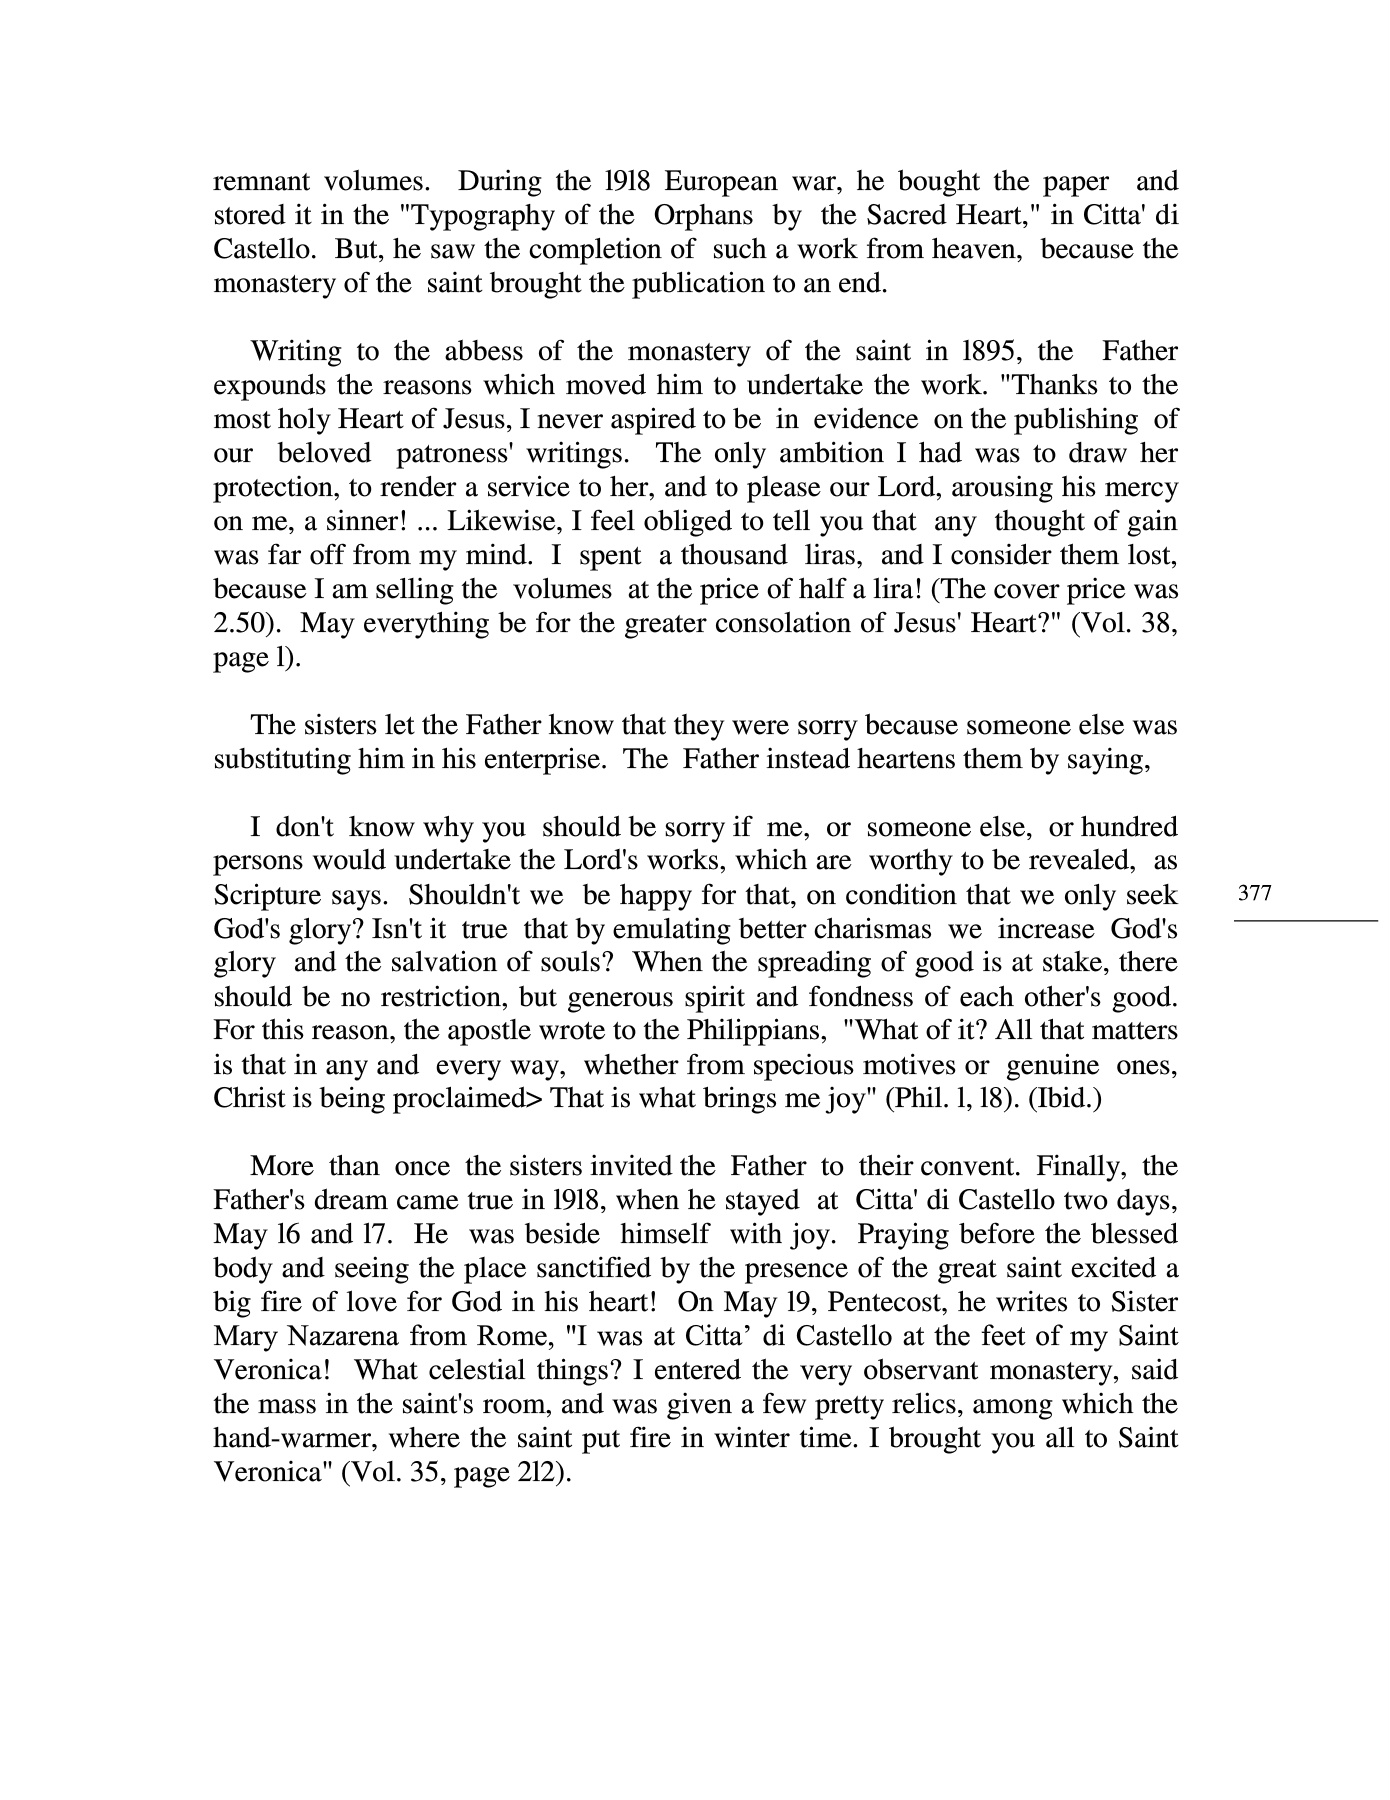 remnant volumes. During the 1918 European war, he bought the paper and
stored it in the "Typography of the Orphans by the Sacred Heart," in Citta' di
Castello. But, he saw the completion of such a work from heaven, because the
monastery of the saint brought the publication to an end.
Writing to the abbess of the monastery of the saint in 1895, the Father
expounds the reasons which moved him to undertake the work. "Thanks to the
most holy Heart of Jesus, I never aspired to be in evidence on the publishing of
our beloved patroness' writings. The only ambition I had was to draw her
protection, to render a service to her, and to please our Lord, arousing his mercy
on me, a sinner! ... Likewise, I feel obliged to tell you that any thought of gain
was far off from my mind. I spent a thousand liras, and I consider them lost,
because I am selling the volumes at the price of half a lira! (The cover price was
2.50). May everything be for the greater consolation of Jesus' Heart?" (Vol. 38,
page l).
The sisters let the Father know that they were sorry because someone else was
substituting him in his enterprise. The Father instead heartens them by saying,
I don't know why you should be sorry if me, or someone else, or hundred
persons would undertake the Lord's works, which are worthy to be revealed, as
Scripture says. Shouldn't we be happy for that, on condition that we only seek
377
God's glory? Isn't it true that by emulating better charismas we increase God's
glory and the salvation of souls? When the spreading of good is at stake, there
should be no restriction, but generous spirit and fondness of each other's good.
For this reason, the apostle wrote to the Philippians, "What of it? All that matters
is that in any and every way, whether from specious motives or genuine ones,
Christ is being proclaimed> That is what brings me joy" (Phil. l, l8). (Ibid.)
More than once the sisters invited the Father to their convent. Finally, the
Father's dream came true in l9l8, when he stayed at Citta' di Castello two days,
May l6 and l7. He was beside himself with joy. Praying before the blessed
body and seeing the place sanctified by the presence of the great saint excited a
big fire of love for God in his heart! On May l9, Pentecost, he writes to Sister
Mary Nazarena from Rome, "I was at Citta’ di Castello at the feet of my Saint
Veronica! What celestial things? I entered the very observant monastery, said
the mass in the saint's room, and was given a few pretty relics, among which the
hand-warmer, where the saint put fire in winter time. I brought you all to Saint
Veronica" (Vol. 35, page 2l2).